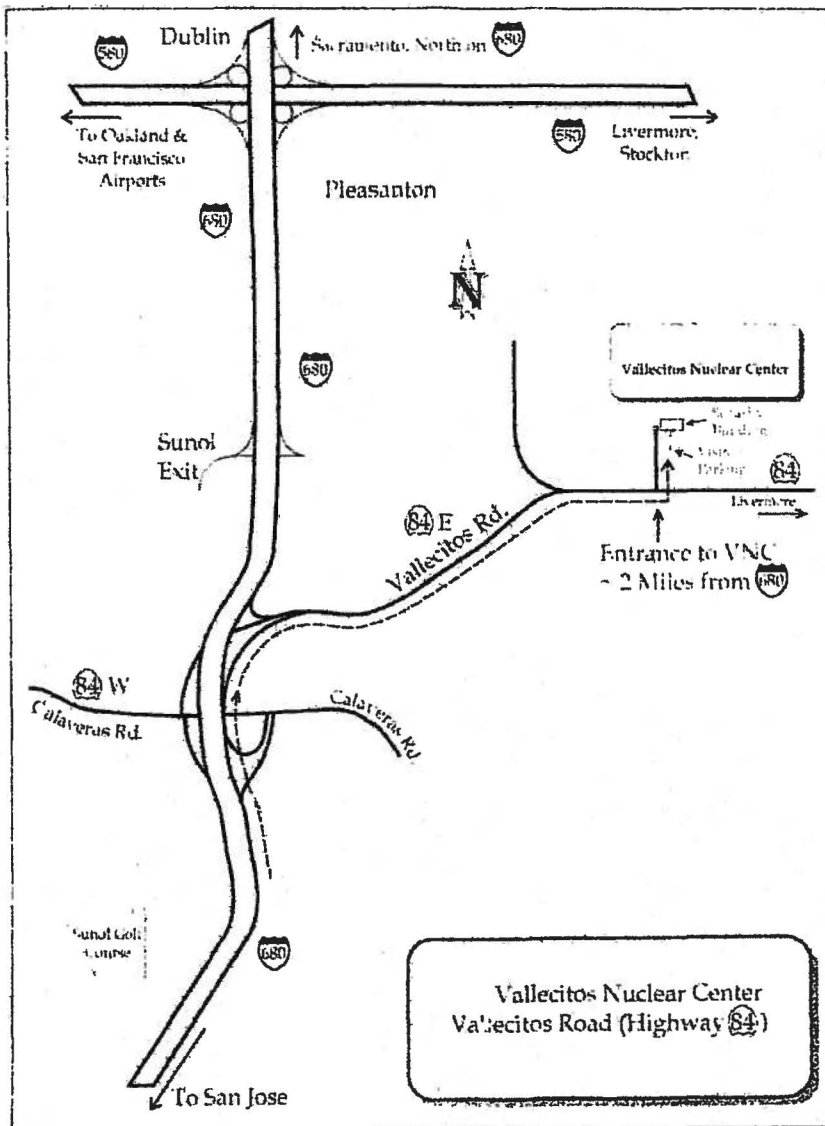 580
Dublin
Sacramento, North on 680
To Oakland &
San Francisco
Airports
580
Livermore,
Stockton
680
Pleasanton
N
680
Vallecitos Nuclear Center
Sunol
Exit
Parking
84
Livermore
84 E
Vallecitos Rd.
Entrance to VNC
~ 2 Miles from 680
84 W
Calaveras Rd.
Calaveras Rd.
Sunol Golf
Course
680
Vallecitos Nuclear Center
Vallecitos Road (Highway 84)
To San Jose